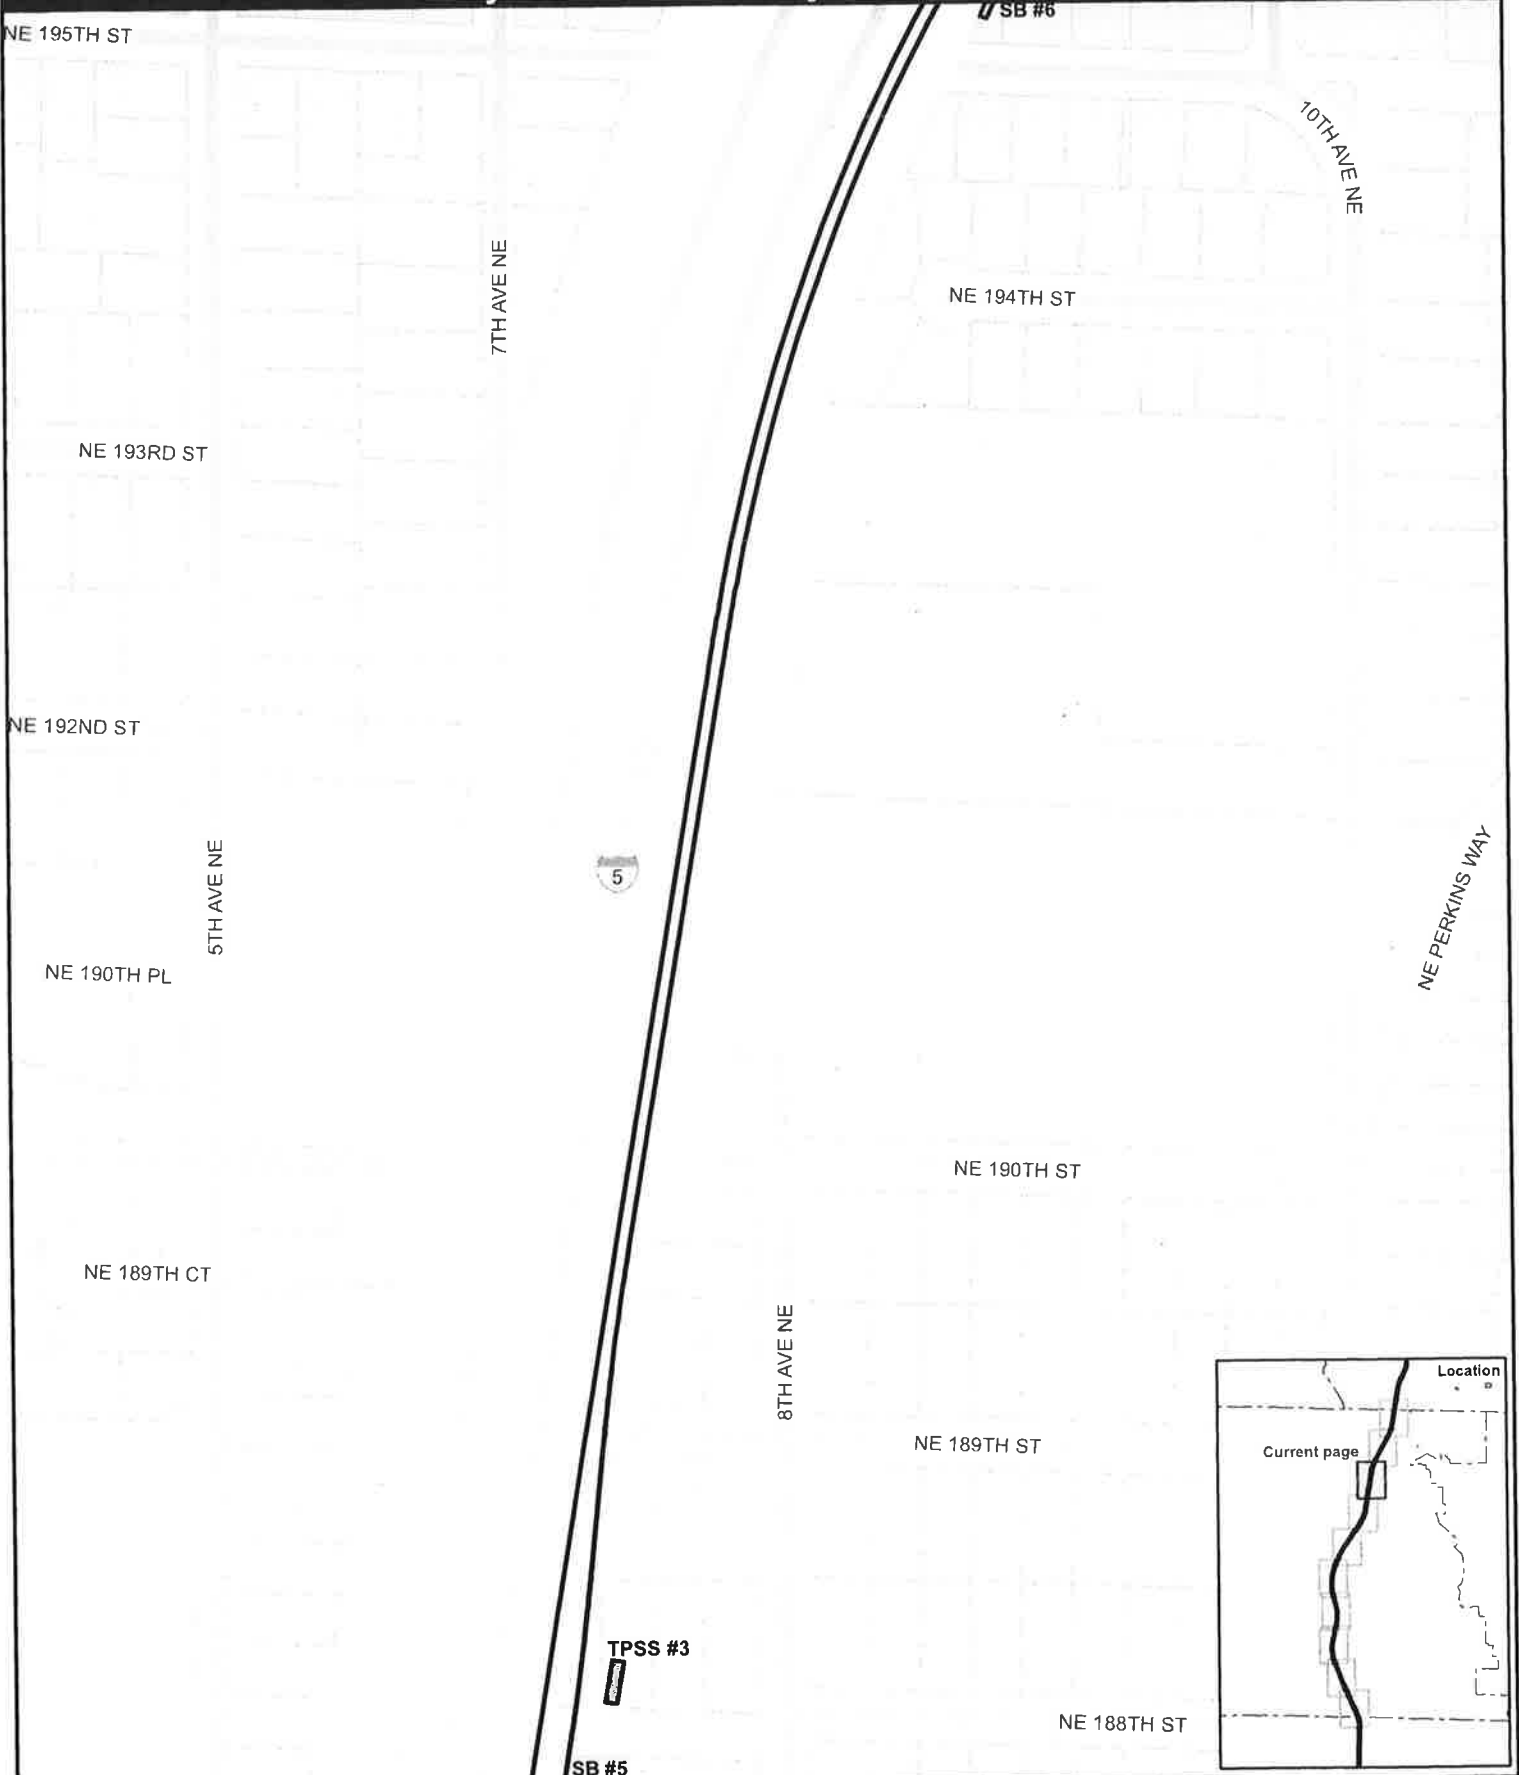 SB #6
NE 195TH ST
10TH AVE NE
7TH AVE NE
NE 194TH ST
NE 193RD ST
NE 192ND ST
5
5TH AVE NE
NE PERKINS WAY
NE 190TH PL
NE 190TH ST
NE 189TH CT
8TH AVE NE
Location
NE 189TH ST
Current page
TPSS #3
NE 188TH ST
SB #5